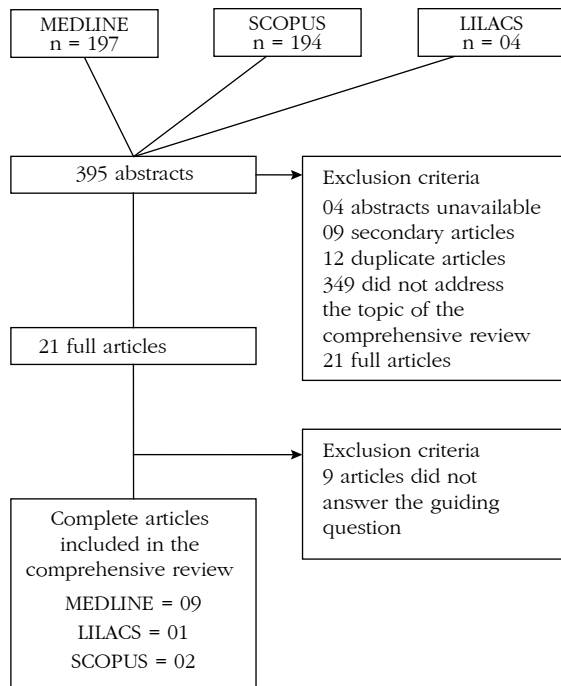 MEDLINE
n = 197
SCOPUS
n = 194
LILACS
n = 04
395 abstracts
Exclusion criteria
04 abstracts unavailable
09 secondary articles
12 duplicate articles
349 did not address
the topic of the
comprehensive review
21 full articles
21 full articles
Exclusion criteria
9 articles did not
answer the guiding
question
Complete articles
included in the
comprehensive review
MEDLINE = 09
LILACS = 01
SCOPUS = 02